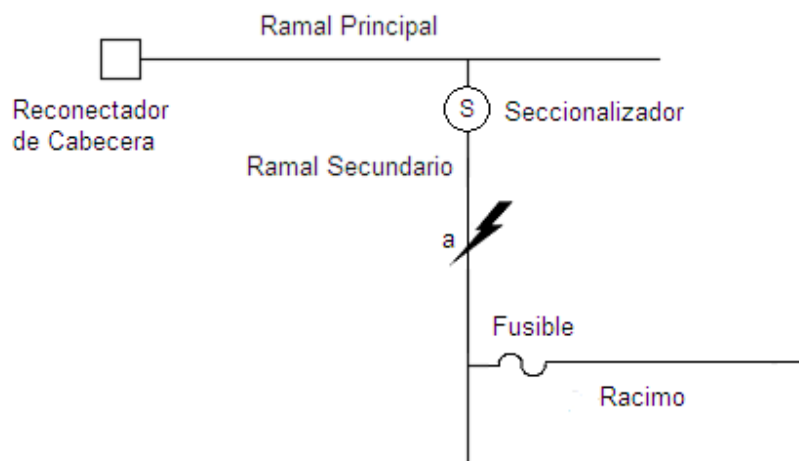 Ramal Principal
Reconectador
de Cabecera
S
Seccionalizador
Ramal Secundario
a
Fusible
Racimo